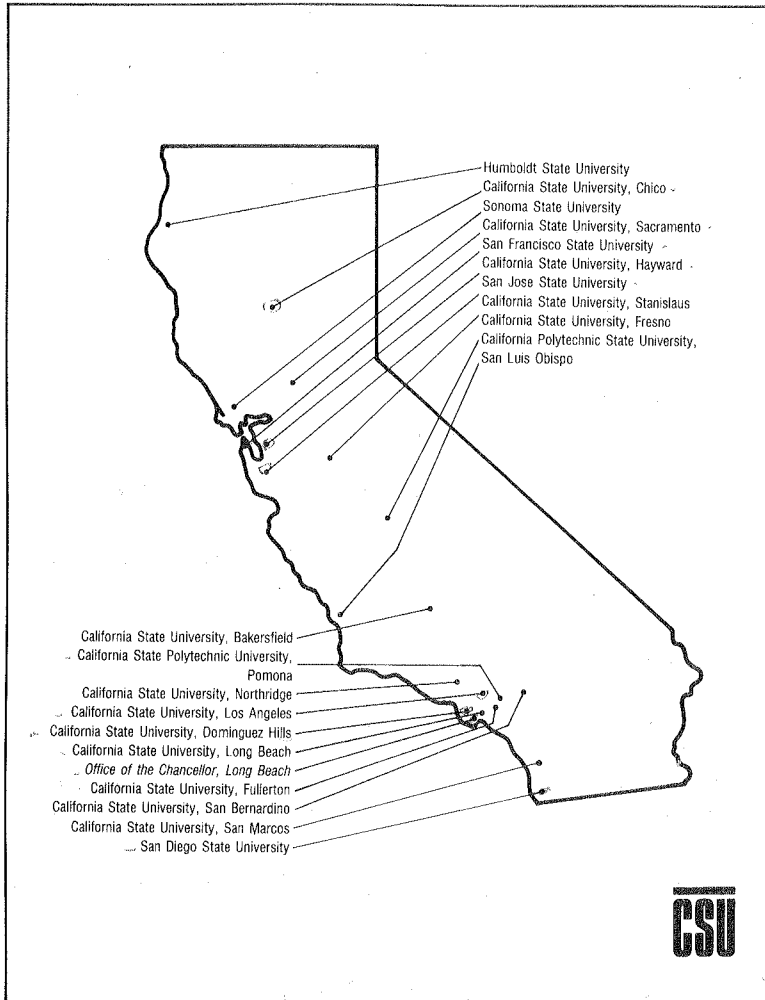 Humboldt State University
California State University, Chico
Sonoma State University
California State University, Sacramento
San Francisco State University
California State University, Hayward
San Jose State University
California State University, Stanislaus
California State University, Fresno
California Polytechnic State University,
San Luis Obispo
California State University, Bakersfield
California State Polytechnic University,
Pomona
California State University, Northridge
California State University, Los Angeles
California State University, Dominguez Hills
California State University, Long Beach
Office of the Chancellor, Long Beach
California State University, Fullerton
California State University, San Bernardino
California State University, San Marcos
San Diego State University
CSU